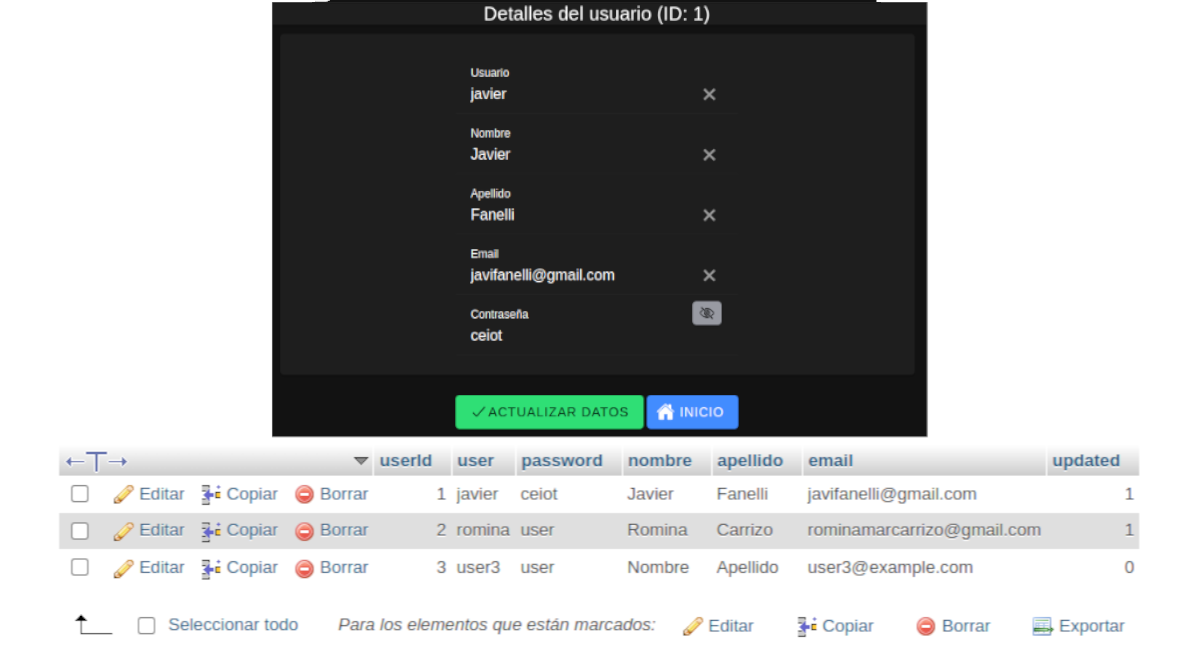 Detalles del usuario (ID: 1)
Usuario
javier
Nombre
Javier
Apellido
Fanelli
Email
javifanelli@gmail.com
Contraseña
ceiot
ACTUALIZAR DATOS INICIO
userId user password nombre apellido email updated
Editar Copiar Borrar 1 javier ceiot Javier Fanelli javifanelli@gmail.com 1
Editar Copiar Borrar 2 romina user Romina Carrizo rominamarcarrizo@gmail.com 1
Editar Copiar Borrar 3 user3 user Nombre Apellido user3@example.com 0
Seleccionar todo Para los elementos que están marcados: Editar Copiar Borrar Exportar